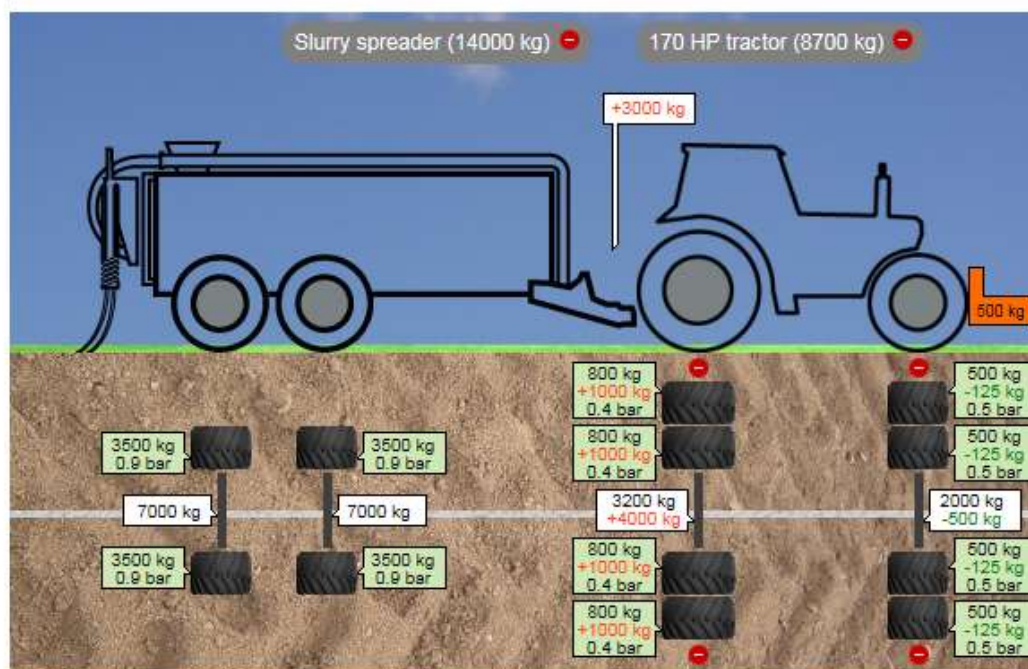 Slurry spreader (14000 kg)
170 HP tractor (8700 kg)
+3000 kg
500 kg
800 kg
+1000 kg
0.4 bar
500 kg
-125 kg
0.5 bar
3500 kg
0.9 bar
3500 kg
0.9 bar
800 kg
+1000 kg
0.4 bar
500 kg
-125 kg
0.5 bar
7000 kg
7000 kg
3200 kg
+4000 kg
2000 kg
-500 kg
3500 kg
0.9 bar
3500 kg
0.9 bar
800 kg
+1000 kg
0.4 bar
500 kg
-125 kg
0.5 bar
800 kg
+1000 kg
0.4 bar
500 kg
-125 kg
0.5 bar